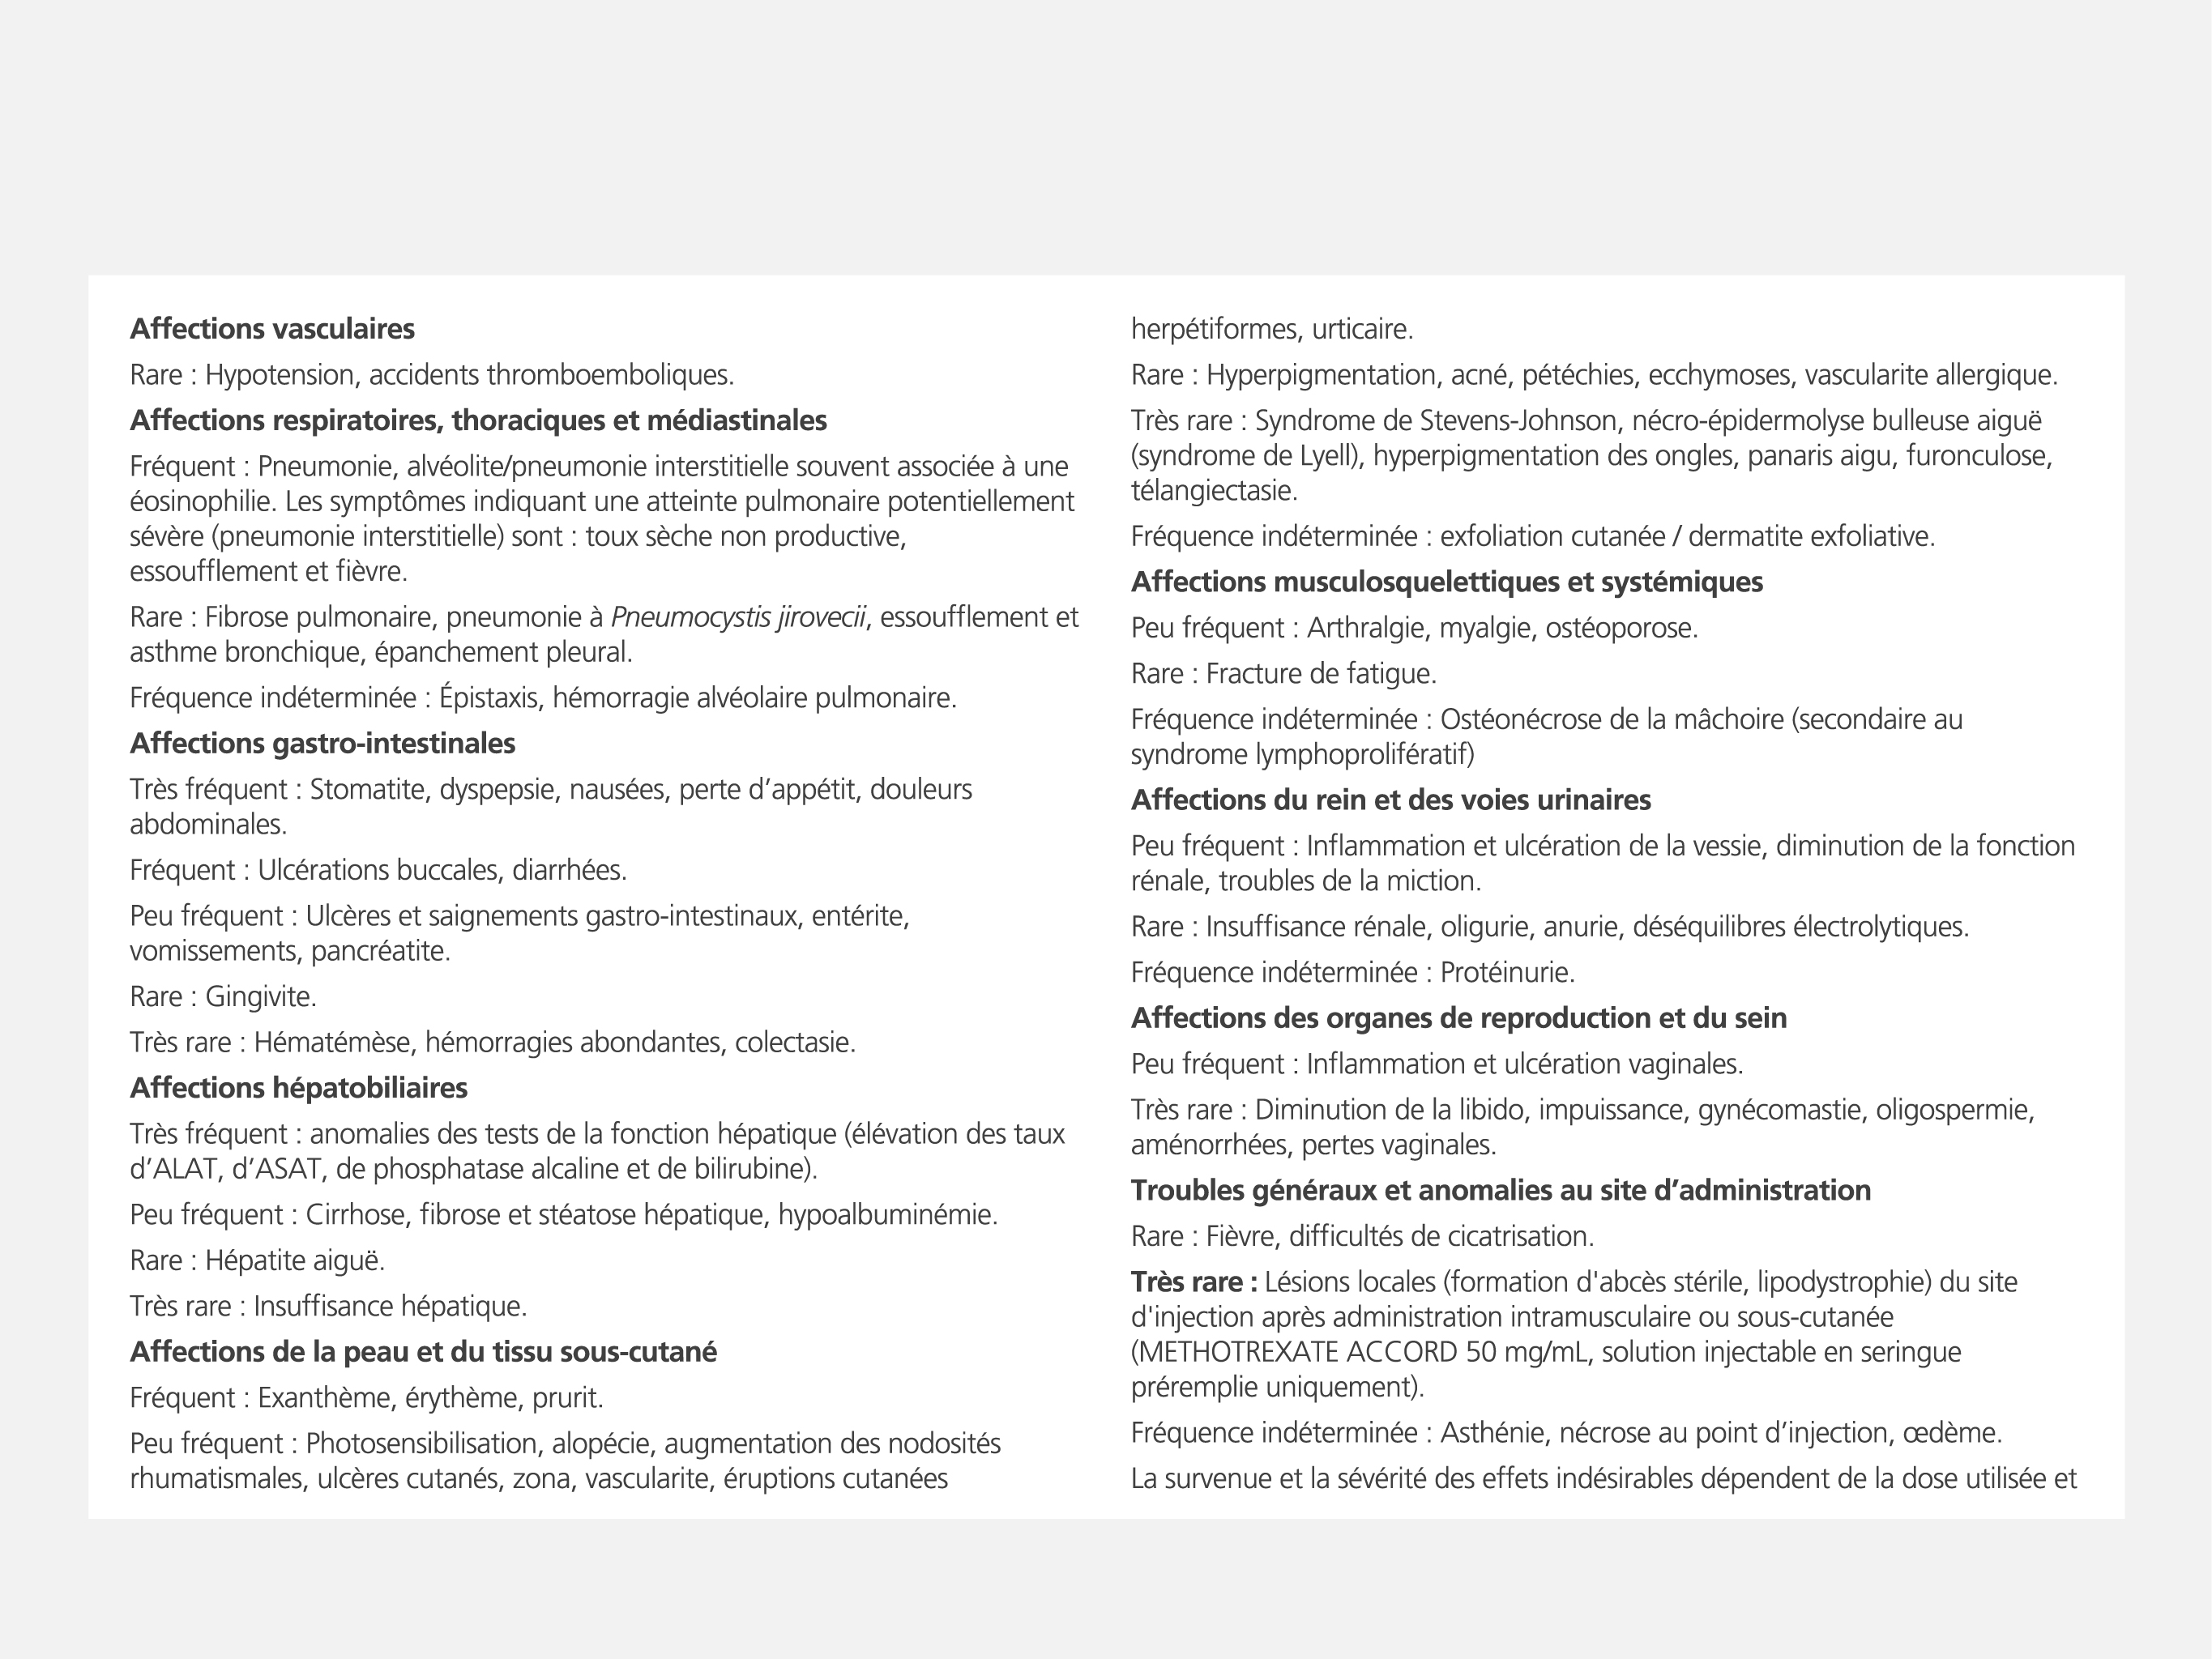 Affections vasculaires
Rare : Hypotension, accidents thromboemboliques.
Affections respiratoires, thoraciques et médiastinales
Fréquent : Pneumonie, alvéolite/pneumonie interstitielle souvent associée à une
éosinophilie. Les symptômes indiquant une atteinte pulmonaire potentiellement
sévère (pneumonie interstitielle) sont : toux sèche non productive,
essoufflement et fièvre.
Rare : Fibrose pulmonaire, pneumonie à Pneumocystis jirovecii, essoufflement et
asthme bronchique, épanchement pleural.
Fréquence indéterminée : Épistaxis, hémorragie alvéolaire pulmonaire.
Affections gastro-intestinales
Très fréquent : Stomatite, dyspepsie, nausées, perte d’appétit, douleurs
abdominales.
Fréquent : Ulcérations buccales, diarrhées.
Peu fréquent : Ulcères et saignements gastro-intestinaux, entérite,
vomissements, pancréatite.
Rare : Gingivite.
Très rare : Hématémèse, hémorragies abondantes, colectasie.
Affections hépatobiliaires
Très fréquent : anomalies des tests de la fonction hépatique (élévation des taux
d’ALAT, d’ASAT, de phosphatase alcaline et de bilirubine).
Peu fréquent : Cirrhose, fibrose et stéatose hépatique, hypoalbuminémie.
Rare : Hépatite aiguë.
Très rare : Insuffisance hépatique.
Affections de la peau et du tissu sous-cutané
Fréquent : Exanthème, érythème, prurit.
Peu fréquent : Photosensibilisation, alopécie, augmentation des nodosités
rhumatismales, ulcères cutanés, zona, vascularite, éruptions cutanées
herpétiformes, urticaire.
Rare : Hyperpigmentation, acné, pétéchies, ecchymoses, vascularite allergique.
Très rare : Syndrome de Stevens-Johnson, nécro-épidermolyse bulleuse aiguë
(syndrome de Lyell), hyperpigmentation des ongles, panaris aigu, furonculose,
télangiectasie.
Fréquence indéterminée : exfoliation cutanée / dermatite exfoliative.
Affections musculosquelettiques et systémiques
Peu fréquent : Arthralgie, myalgie, ostéoporose.
Rare : Fracture de fatigue.
Fréquence indéterminée : Ostéonécrose de la mâchoire (secondaire au
syndrome lymphoprolifératif)
Affections du rein et des voies urinaires
Peu fréquent : Inflammation et ulcération de la vessie, diminution de la fonction
rénale, troubles de la miction.
Rare : Insuffisance rénale, oligurie, anurie, déséquilibres électrolytiques.
Fréquence indéterminée : Protéinurie.
Affections des organes de reproduction et du sein
Peu fréquent : Inflammation et ulcération vaginales.
Très rare : Diminution de la libido, impuissance, gynécomastie, oligospermie,
aménorrhées, pertes vaginales.
Troubles généraux et anomalies au site d’administration
Rare : Fièvre, difficultés de cicatrisation.
Très rare : Lésions locales (formation d'abcès stérile, lipodystrophie) du site
d'injection après administration intramusculaire ou sous-cutanée
(METHOTREXATE ACCORD 50 mg/mL, solution injectable en seringue
préremplie uniquement).
Fréquence indéterminée : Asthénie, nécrose au point d’injection, œdème.
La survenue et la sévérité des effets indésirables dépendent de la dose utilisée et